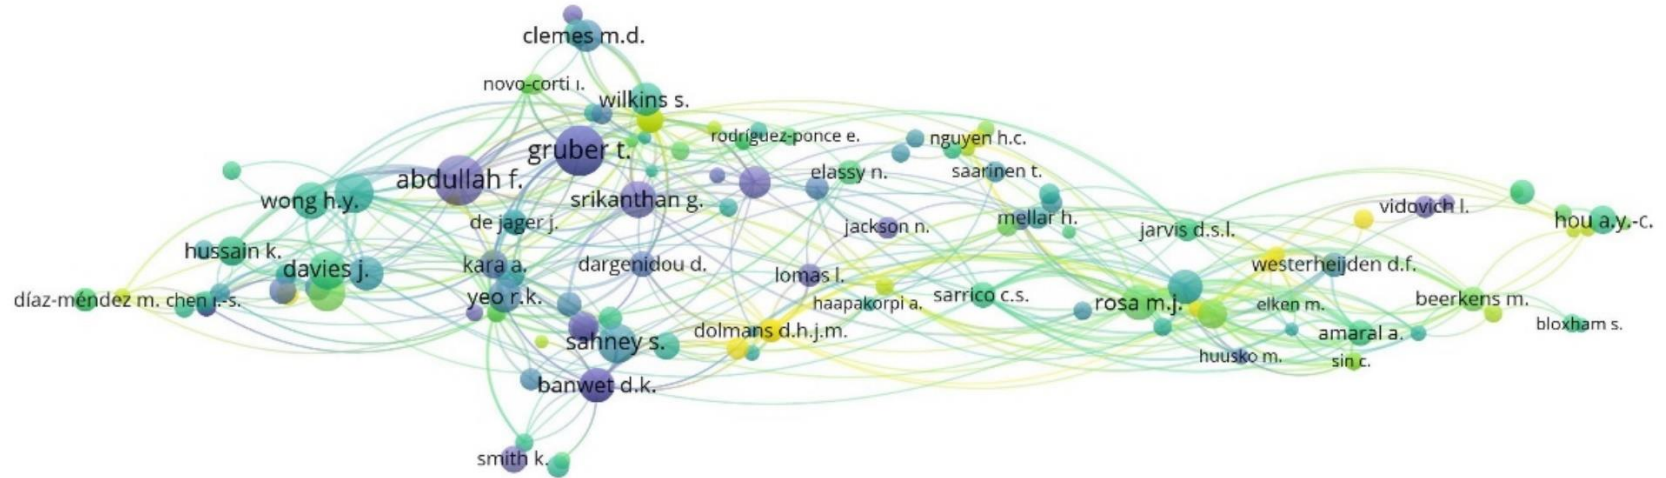 clemes m.d.
novo-corti ı.
wilkins s.
rodríguez-ponce e.
nguyen h.c.
gruber t.
abdullah f.
elassy n.
saarinen t.
wong h.y.
srikanthan g.
vidovich l.
de jager j.
jackson n.
mellar h.
jarvis d.s.l.
hou a.y.-c.
hussain k.
davies j.
kara a.
dargenidou d.
lomas l.
westerheijden d.f.
díaz-méndez m.
chen ı.-s.
yeo r.k.
haapakorpi a.
sarrico c.s.
rosa m.j.
elken m.
beerkens m.
dolmans d.h.j.m.
sahney s.
amaral a.
bloxham s.
huusko m.
sin c.
banwet d.k.
smith k.